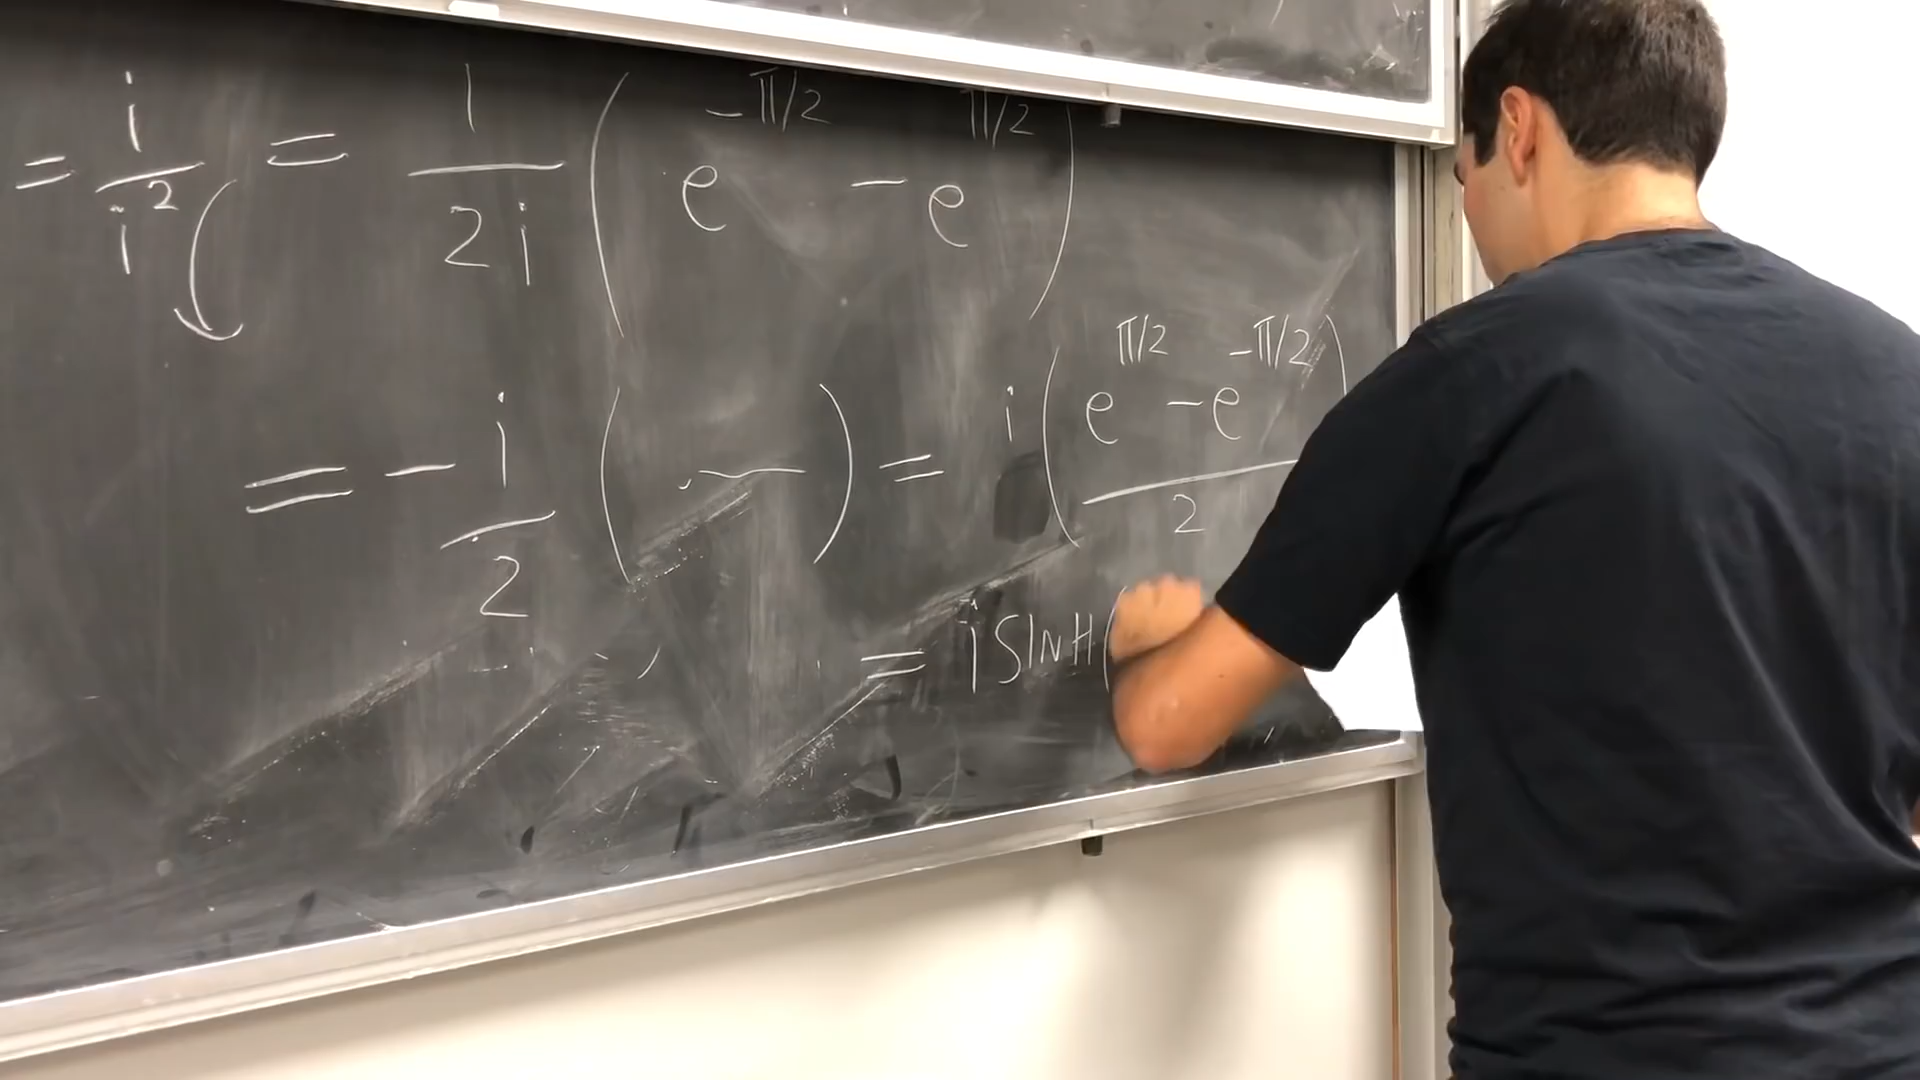 = i/i² = 1/2i ( e^-π/2 - e^π/2 )
= - i/2 ( ) = i ( e^π/2 - e^-π/2 / 2
= i SINH(